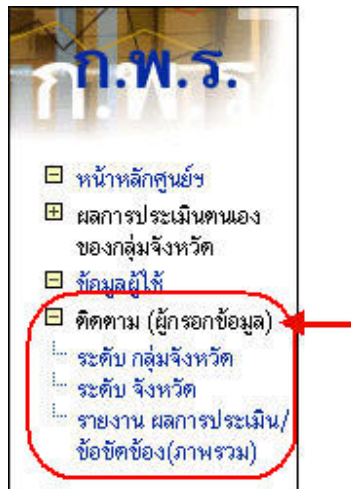 ก.พ.ร.
หน้าหลักศูนย์ฯ
ผลการประเมินตนเอง
ของกลุ่มจังหวัด
ข้อมูลผู้ใช้
ติดตาม (ผู้กรอกข้อมูล)
ระดับ กลุ่มจังหวัด
ระดับ จังหวัด
รายงาน ผลการประเมิน/
ข้อขัดข้อง(ภาพรวม)